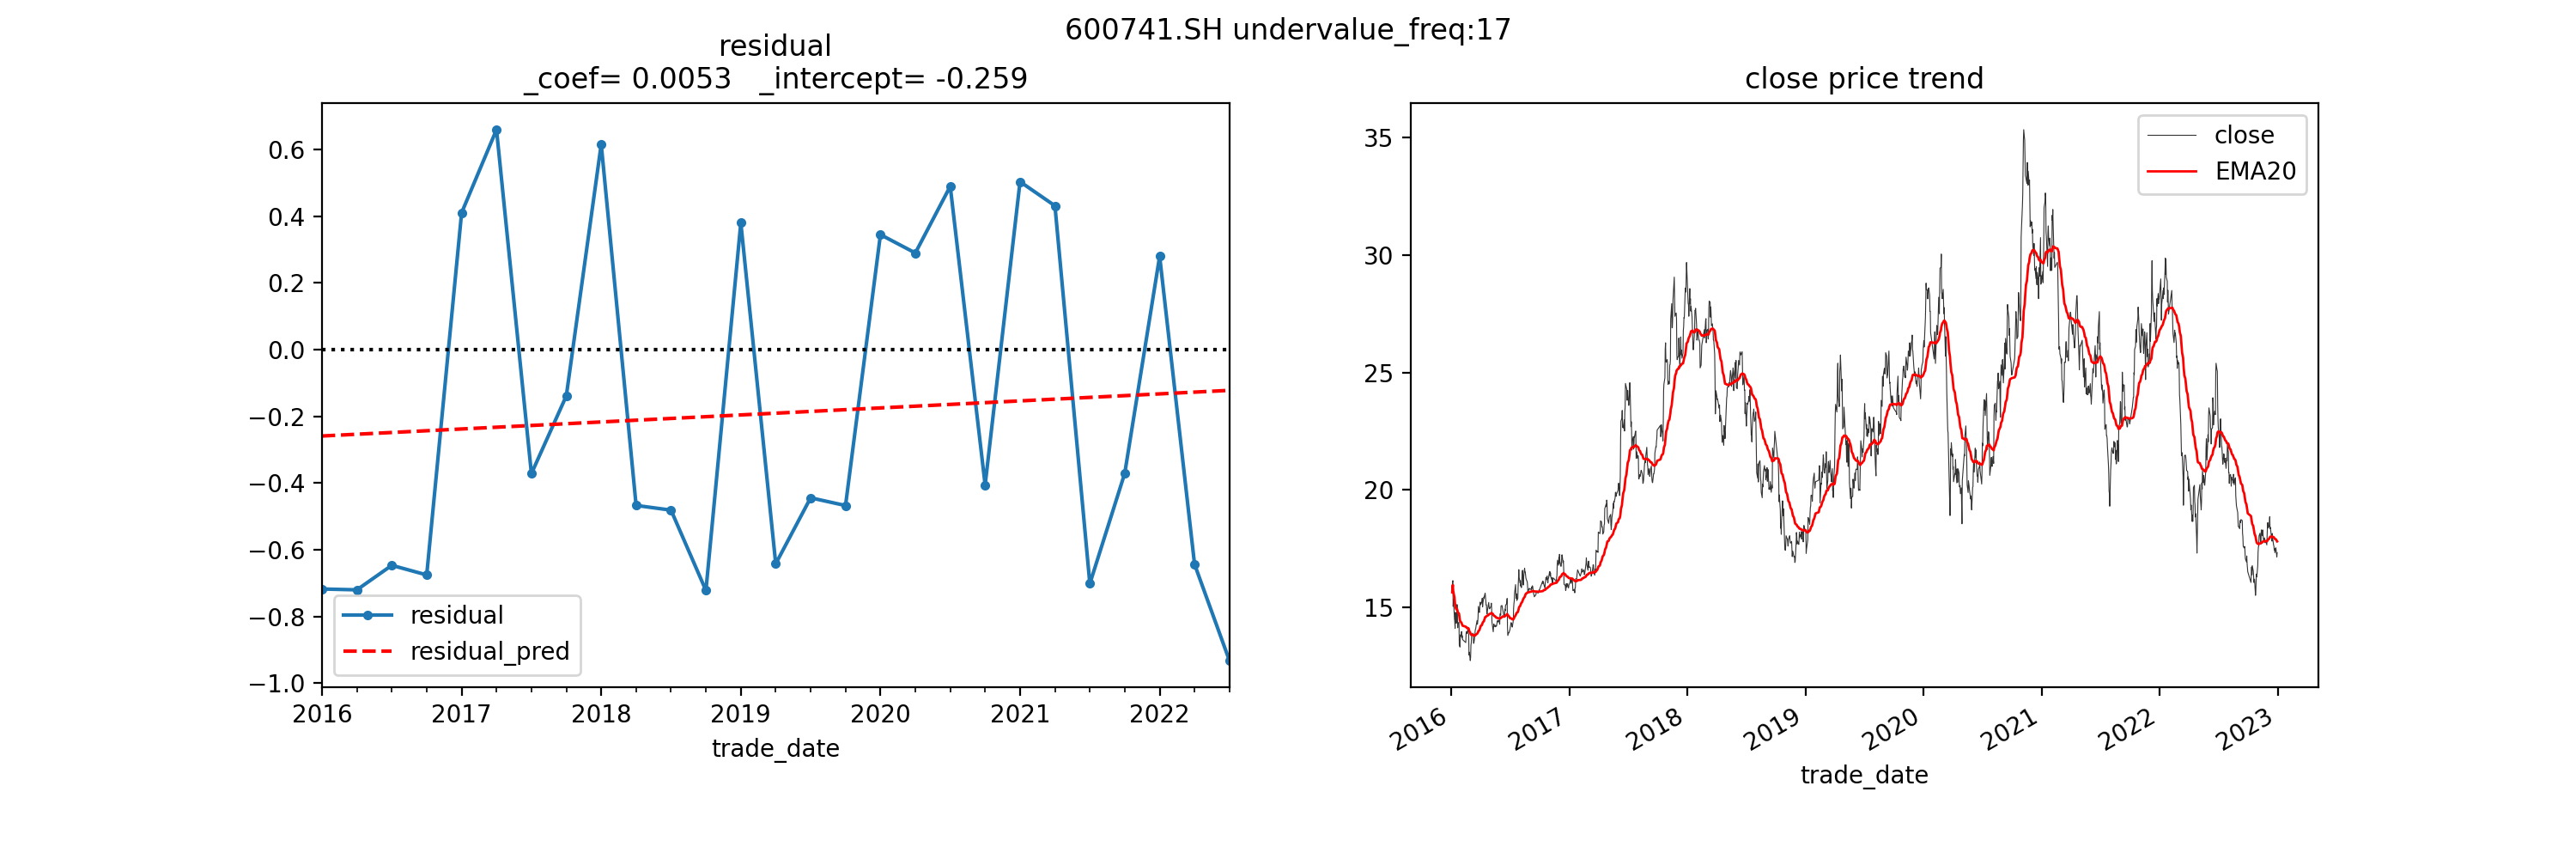 600741.SH undervalue_freq:17
residual
_coef= 0.0053   _intercept= -0.259
0.6
0.4
0.2
0.0
−0.2
−0.4
−0.6
−0.8
−1.0
residual
residual_pred
2016 2017 2018 2019 2020 2021 2022
trade_date
close price trend
35
30
25
20
15
close
EMA20
2016 2017 2018 2019 2020 2021 2022 2023
trade_date